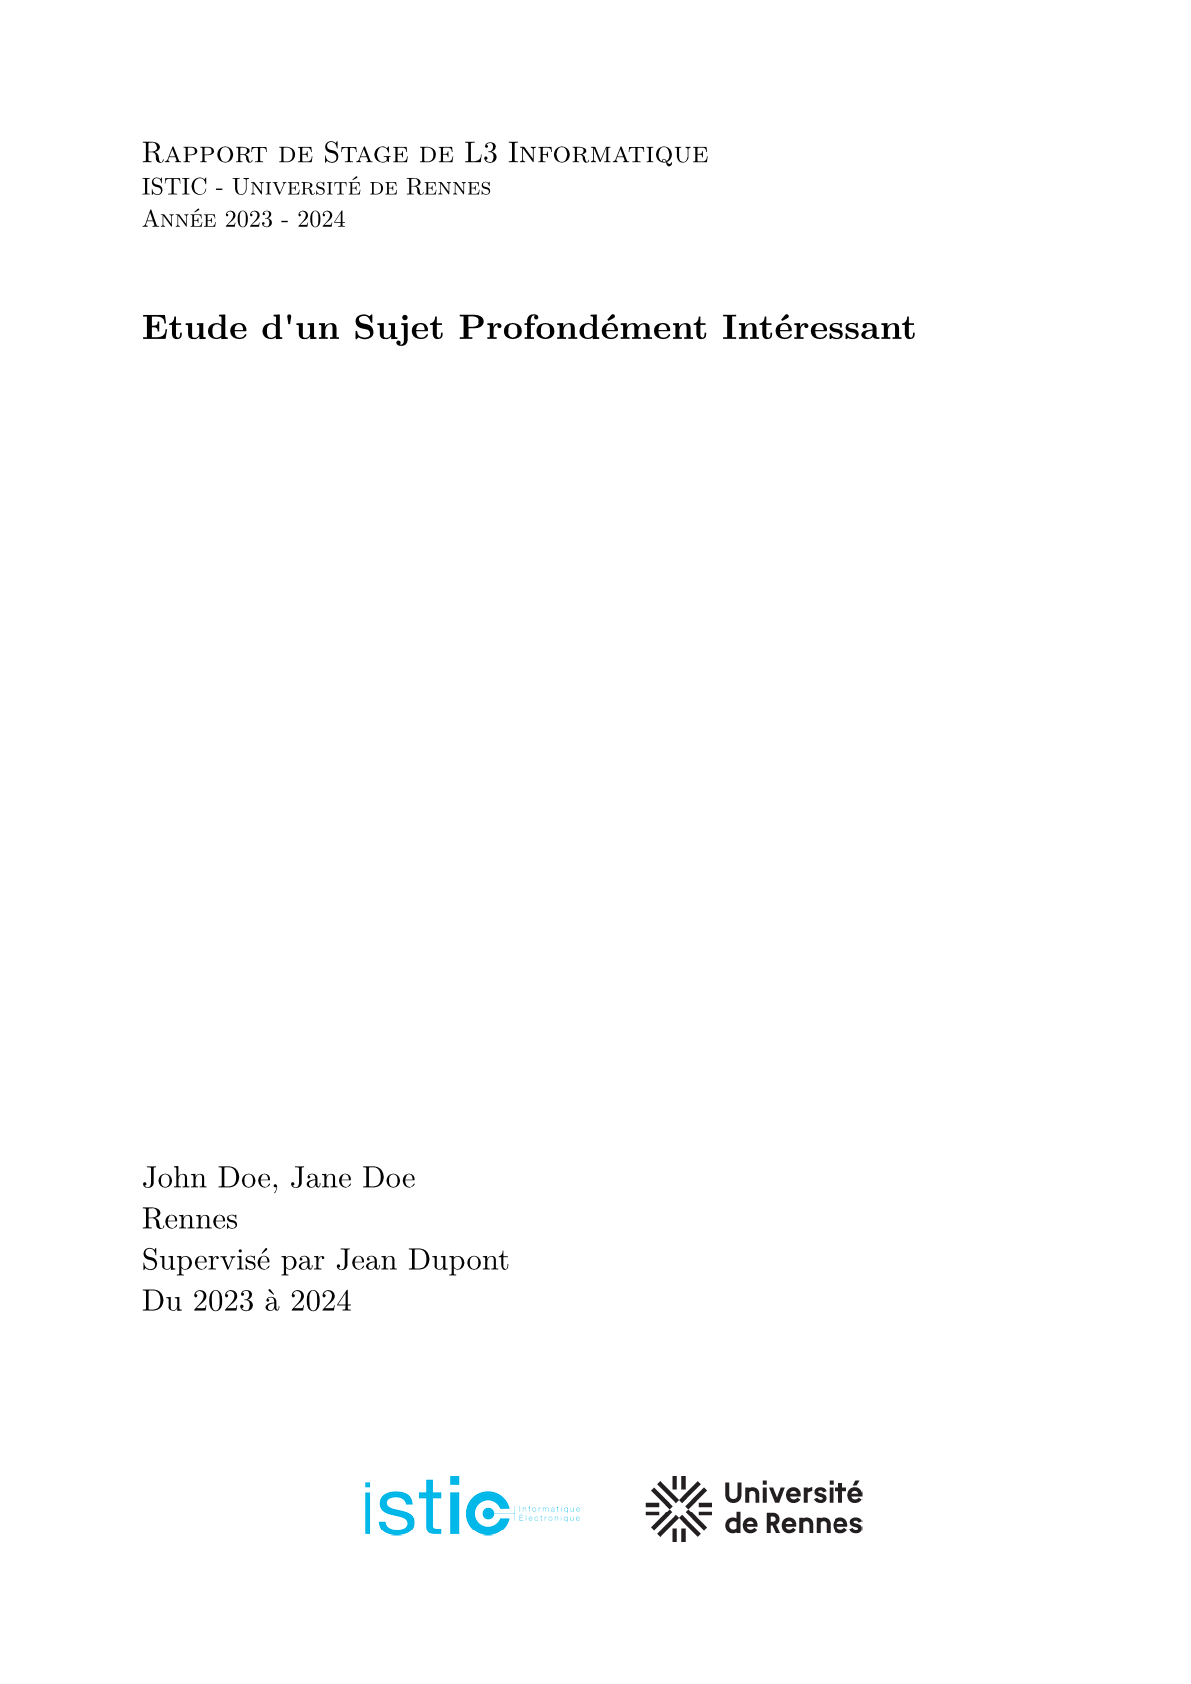 Rapport de Stage de L3 Informatique
ISTIC - Université de Rennes
Année 2023 - 2024
Etude d'un Sujet Profondément Intéressant
John Doe, Jane Doe
Rennes
Supervisé par Jean Dupont
Du 2023 à 2024
istic
Informatique
Électronique
Université
de Rennes